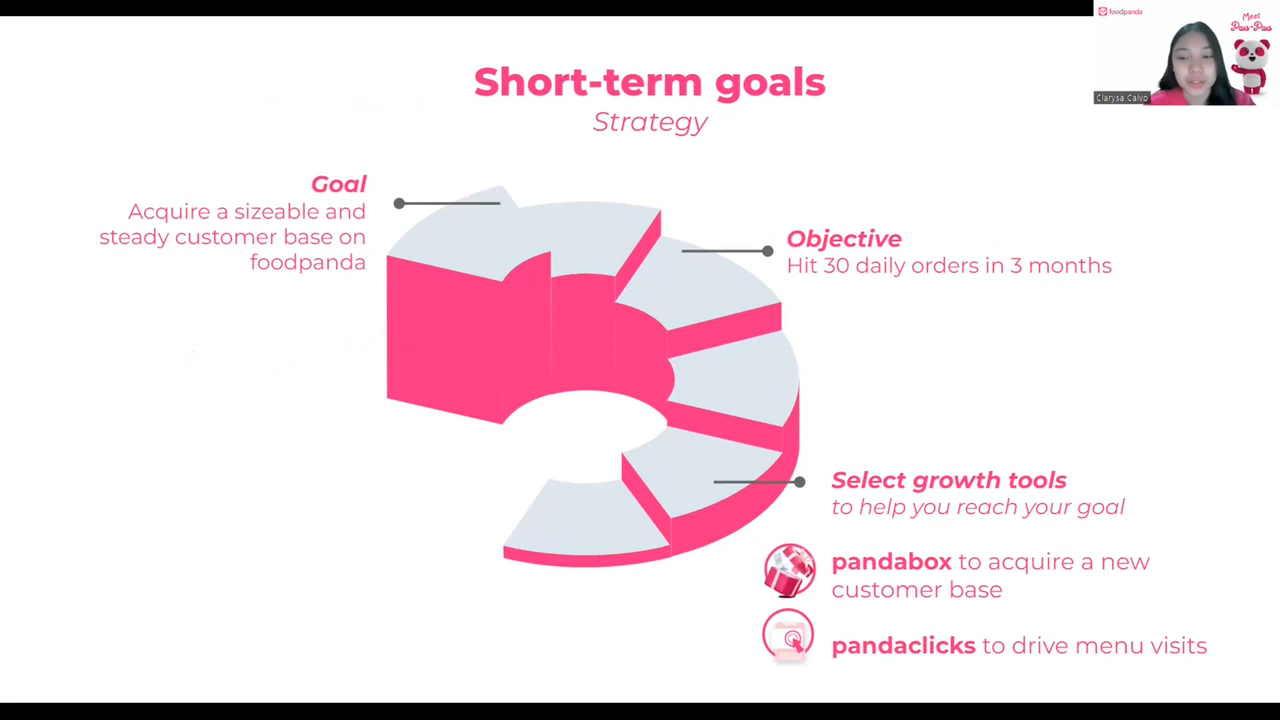 foodpanda
Meet
Pau-Pau
Clarysa Calvo
Short-term goals
Strategy
Goal
Acquire a sizeable and
steady customer base on
foodpanda
Objective
Hit 30 daily orders in 3 months
Select growth tools
to help you reach your goal
pandabox to acquire a new
customer base
pandaclicks to drive menu visits